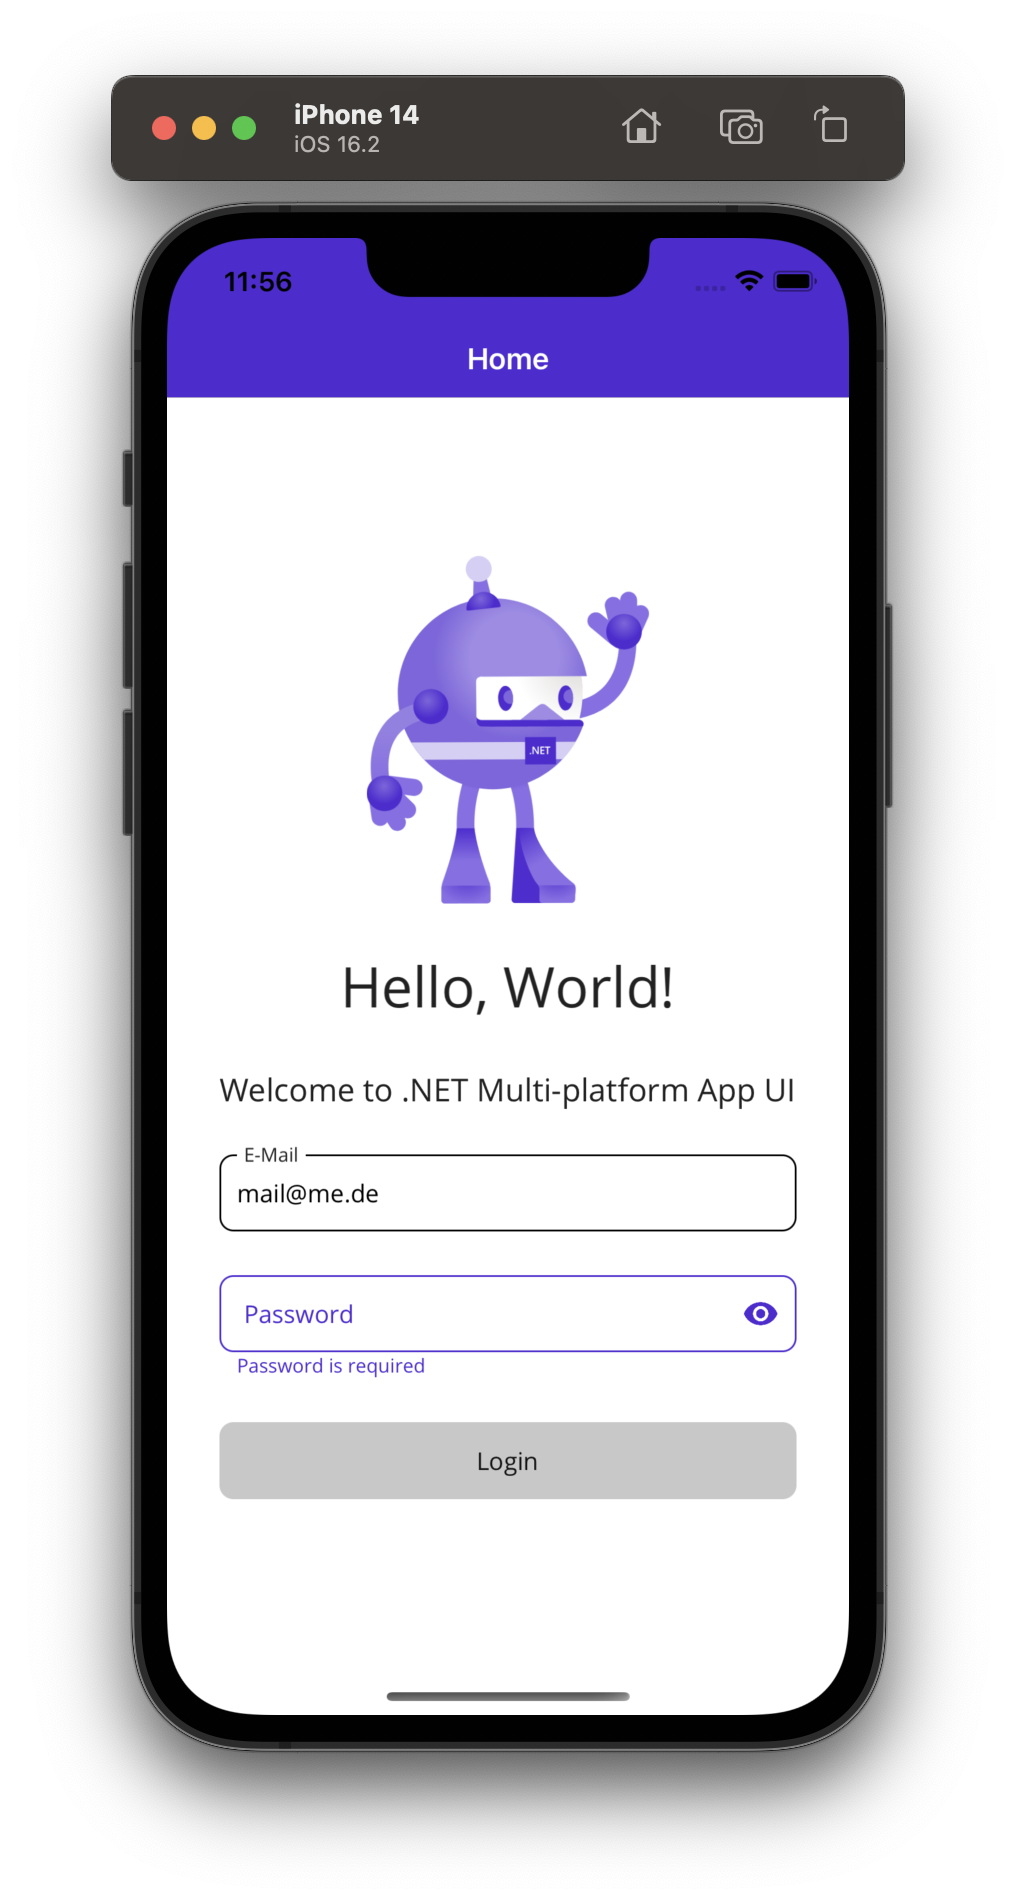 iPhone 14
iOS 16.2
11:56
Home
.NET
Hello, World!
Welcome to .NET Multi-platform App UI
E-Mail
mail@me.de
Password
Password is required
Login